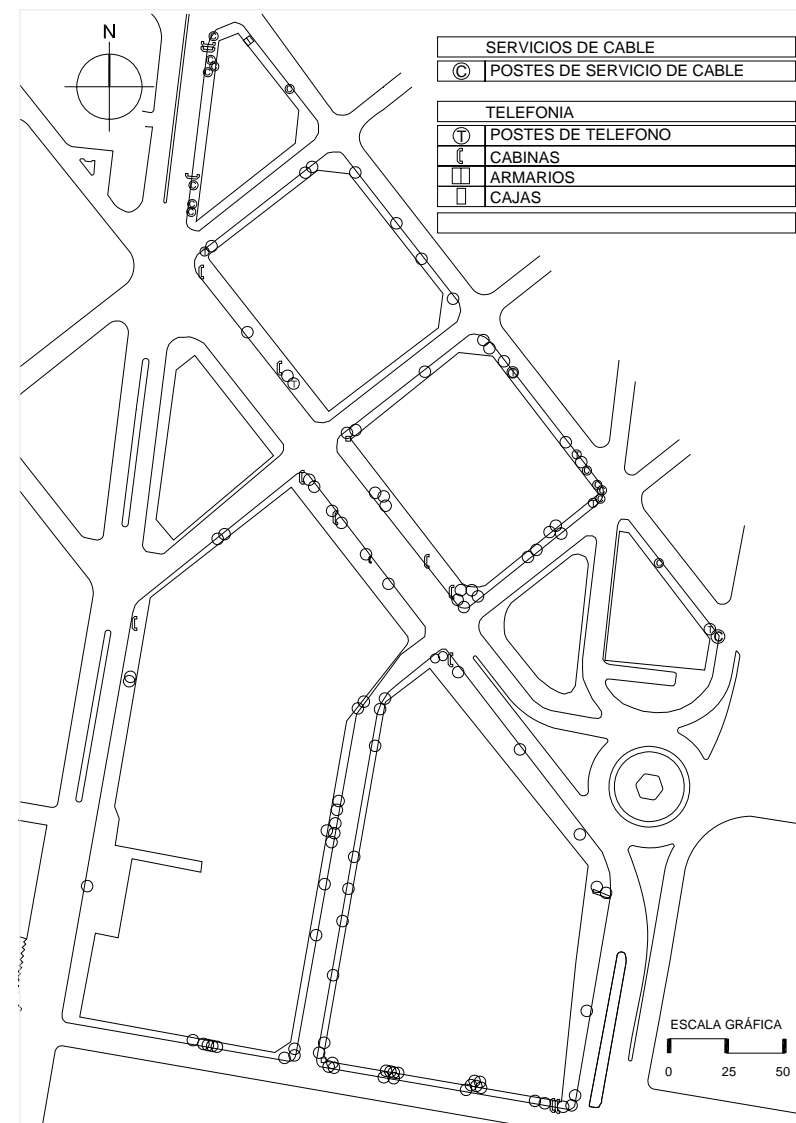 N
SERVICIOS DE CABLE
C POSTES DE SERVICIO DE CABLE
TELEFONIA
T POSTES DE TELEFONO
CABINAS
ARMARIOS
CAJAS
ESCALA GRÁFICA
0 25 50